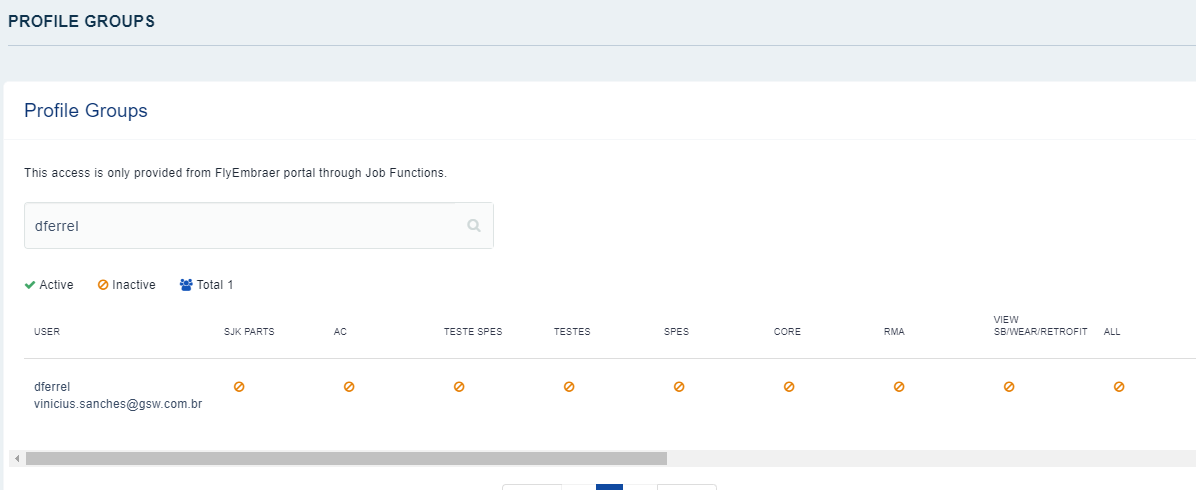 PROFILE GROUPS
Profile Groups
This access is only provided from FlyEmbraer portal through Job Functions.
dferrel
Active Inactive Total 1
USER SJK PARTS AC TESTE SPES TESTES SPES CORE RMA VIEW SB/WEAR/RETROFIT ALL
dferrel
vinicius.sanches@gsw.com.br